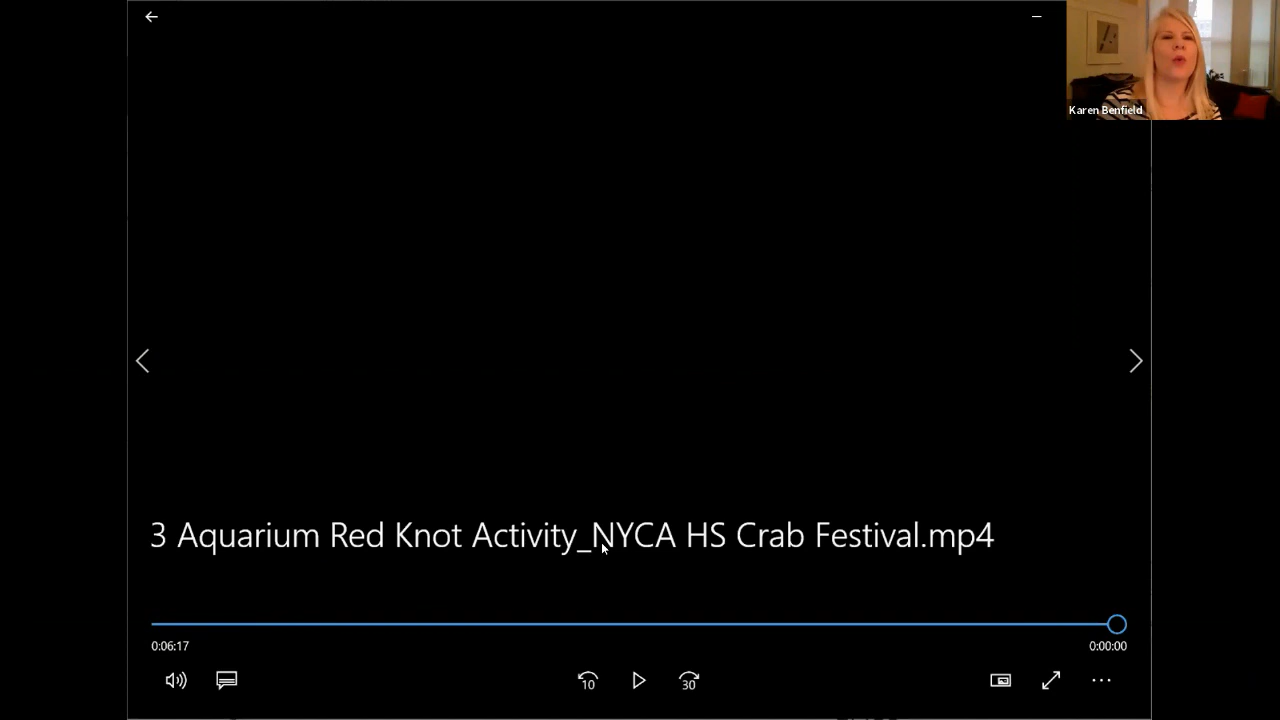 Karen Benfield
3 Aquarium Red Knot Activity_NYCA HS Crab Festival.mp4
0:06:17
0:00:00
10
30